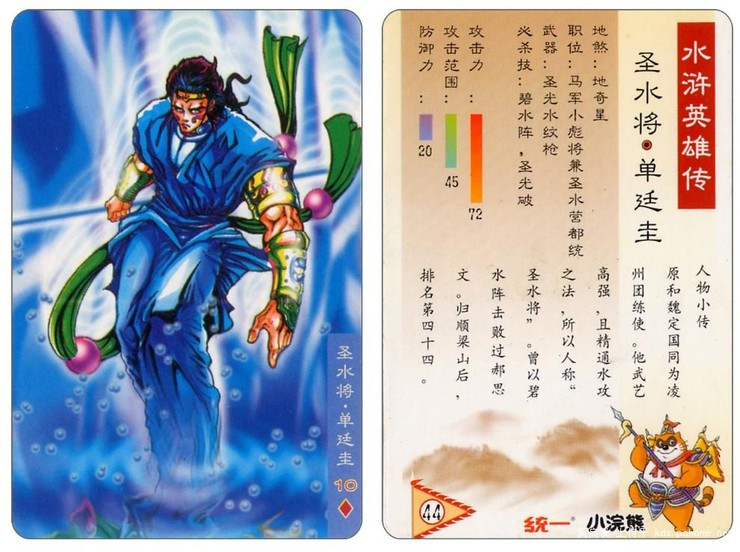 圣水将·单廷圭
10
水浒英雄传
圣水将·单廷圭
地煞：地奇星
职位：马军小彪将兼圣水营都统
武器：圣光水纹枪
必杀技：碧水阵，圣光破
攻击力：
72
攻击范围：
45
防御力：
20
人物小传
原和魏定国同为凌
州团练使。他武艺
高强，且精通水攻
之法，所以人称“
圣水将”。曾以碧
水阵击败过郝思
文。归顺梁山后，
排名第四十四。
44
统一 小浣熊